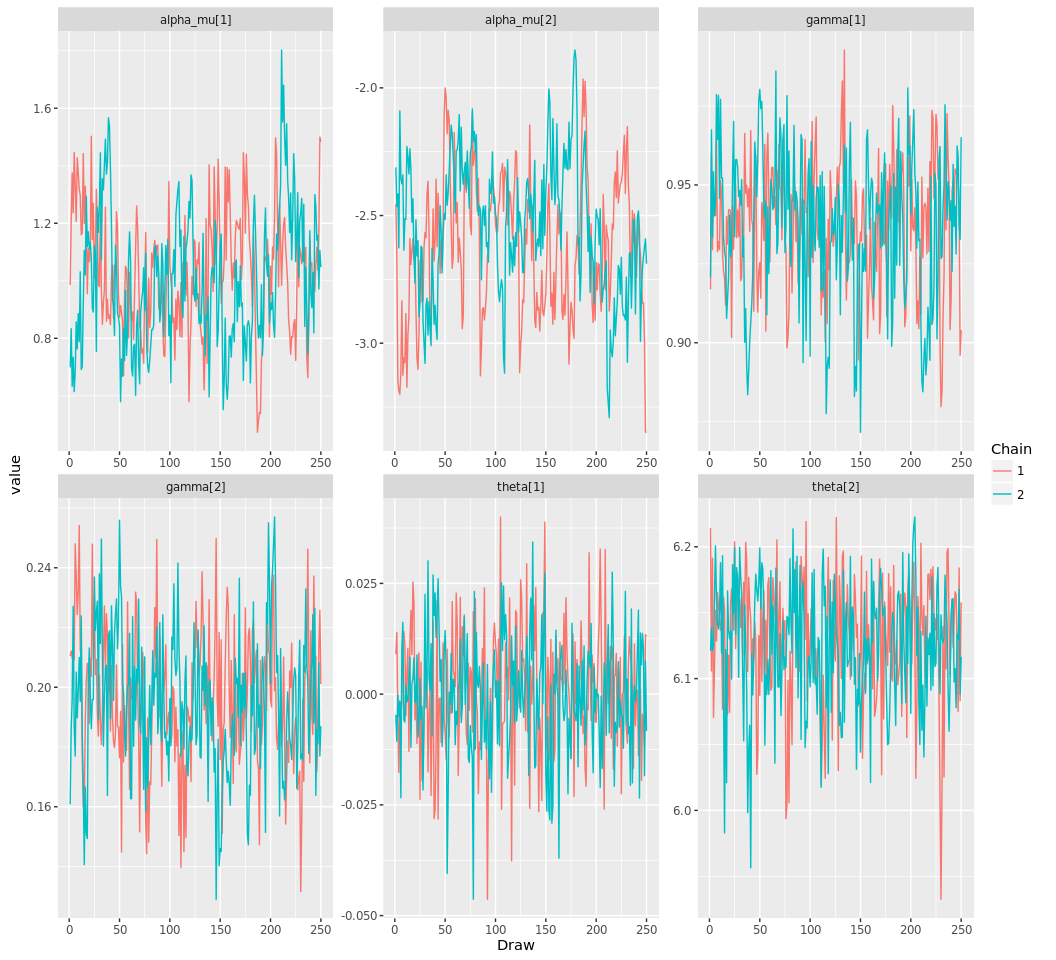 alpha_mu[1] alpha_mu[2] gamma[1]
1.6
1.2
0.8
-2.0
-2.5
-3.0
0.95
0.90
0 50 100 150 200 250 0 50 100 150 200 250 0 50 100 150 200 250
value
Chain
1
2
gamma[2] theta[1] theta[2]
0.24
0.20
0.16
0.025
0.000
-0.025
-0.050
6.2
6.1
6.0
0 50 100 150 200 250 0 50 100 150 200 250 0 50 100 150 200 250
Draw